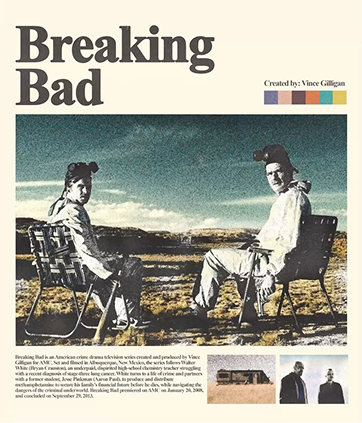 Breaking
Bad
Created by: Vince Gilligan
Breaking Bad is an American crime drama television series created and produced by Vince
Gilligan for AMC. Set and filmed in Albuquerque, New Mexico, the series follows Walter
White (Bryan Cranston), an underpaid, dispirited high-school chemistry teacher struggling
with a recent diagnosis of stage-three lung cancer. White turns to a life of crime and partners
with a former student, Jesse Pinkman (Aaron Paul), to produce and distribute
methamphetamine to secure his family's financial future before he dies, while navigating the
dangers of the criminal underworld. Breaking Bad premiered on AMC on January 20, 2008,
and concluded on September 29, 2013.